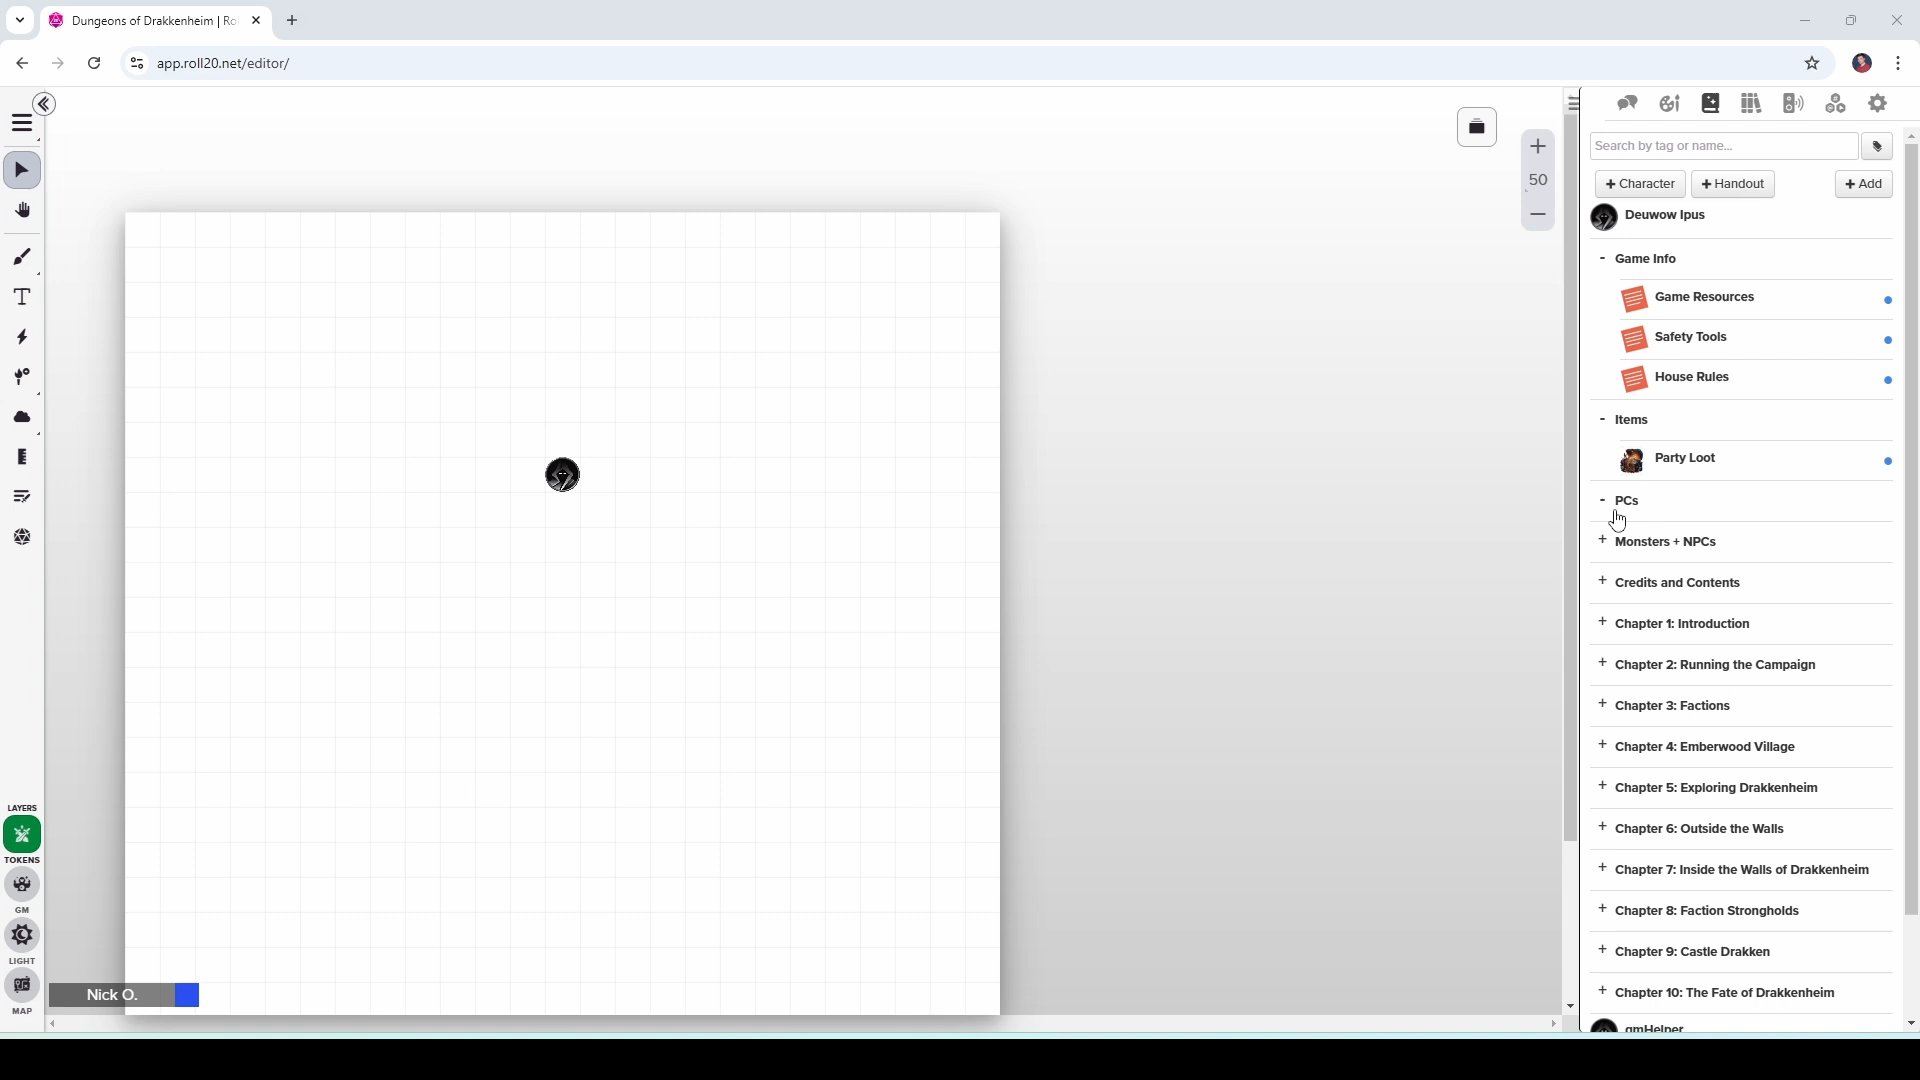 Dungeons of Drakkenheim | Ro
app.roll20.net/editor/
Search by tag or name...
+ Character
+ Handout
+ Add
50
Deuwow Ipus
- Game Info
Game Resources
Safety Tools
House Rules
- Items
Party Loot
- PCs
+ Monsters + NPCs
+ Credits and Contents
+ Chapter 1: Introduction
+ Chapter 2: Running the Campaign
+ Chapter 3: Factions
+ Chapter 4: Emberwood Village
+ Chapter 5: Exploring Drakkenheim
+ Chapter 6: Outside the Walls
+ Chapter 7: Inside the Walls of Drakkenheim
+ Chapter 8: Faction Strongholds
+ Chapter 9: Castle Drakken
+ Chapter 10: The Fate of Drakkenheim
gmHelper
LAYERS
TOKENS
GM
LIGHT
MAP
Nick O.